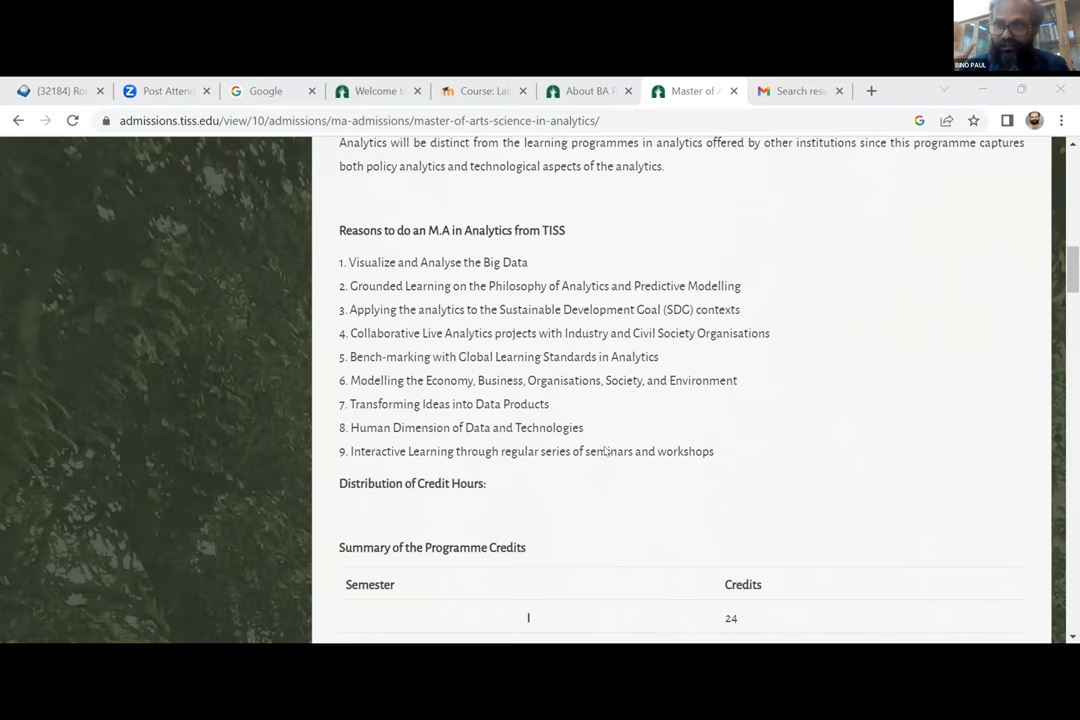 BINO PAUL
(32184) Ro
Post Attend
Google
Welcome t
Course: Lab
About BA P
Master of A
Search resu
admissions.tiss.edu/view/10/admissions/ma-admissions/master-of-arts-science-in-analytics/
Analytics will be distinct from the learning programmes in analytics offered by other institutions since this programme captures
both policy analytics and technological aspects of the analytics.
Reasons to do an M.A in Analytics from TISS
1. Visualize and Analyse the Big Data
2. Grounded Learning on the Philosophy of Analytics and Predictive Modelling
3. Applying the analytics to the Sustainable Development Goal (SDG) contexts
4. Collaborative Live Analytics projects with Industry and Civil Society Organisations
5. Bench-marking with Global Learning Standards in Analytics
6. Modelling the Economy, Business, Organisations, Society, and Environment
7. Transforming Ideas into Data Products
8. Human Dimension of Data and Technologies
9. Interactive Learning through regular series of seminars and workshops
Distribution of Credit Hours:
Summary of the Programme Credits
Semester Credits
I 24